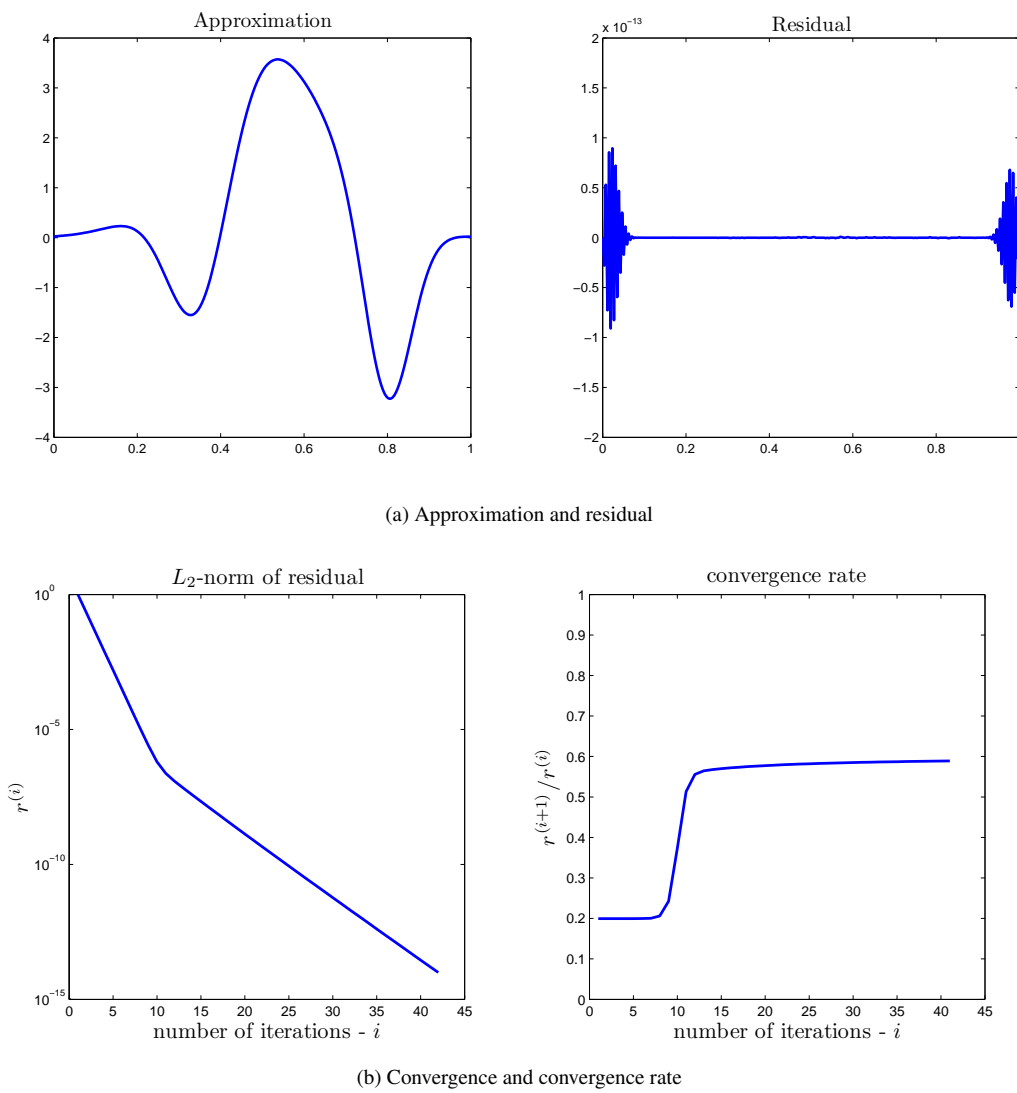 Approximation
4
3
2
1
0
−1
−2
−3
−4
0 0.2 0.4 0.6 0.8 1
Residual
x 10^−13
2
1.5
1
0.5
0
−0.5
−1
−1.5
−2
0 0.2 0.4 0.6 0.8
(a) Approximation and residual
L₂-norm of residual
10^0
10^−5
10^−10
10^−15
r^(i)
0 5 10 15 20 25 30 35 40 45
number of iterations - i
convergence rate
1
0.9
0.8
0.7
0.6
0.5
0.4
0.3
0.2
0.1
0
r^(i+1)/r^(i)
0 5 10 15 20 25 30 35 40 45
number of iterations - i
(b) Convergence and convergence rate